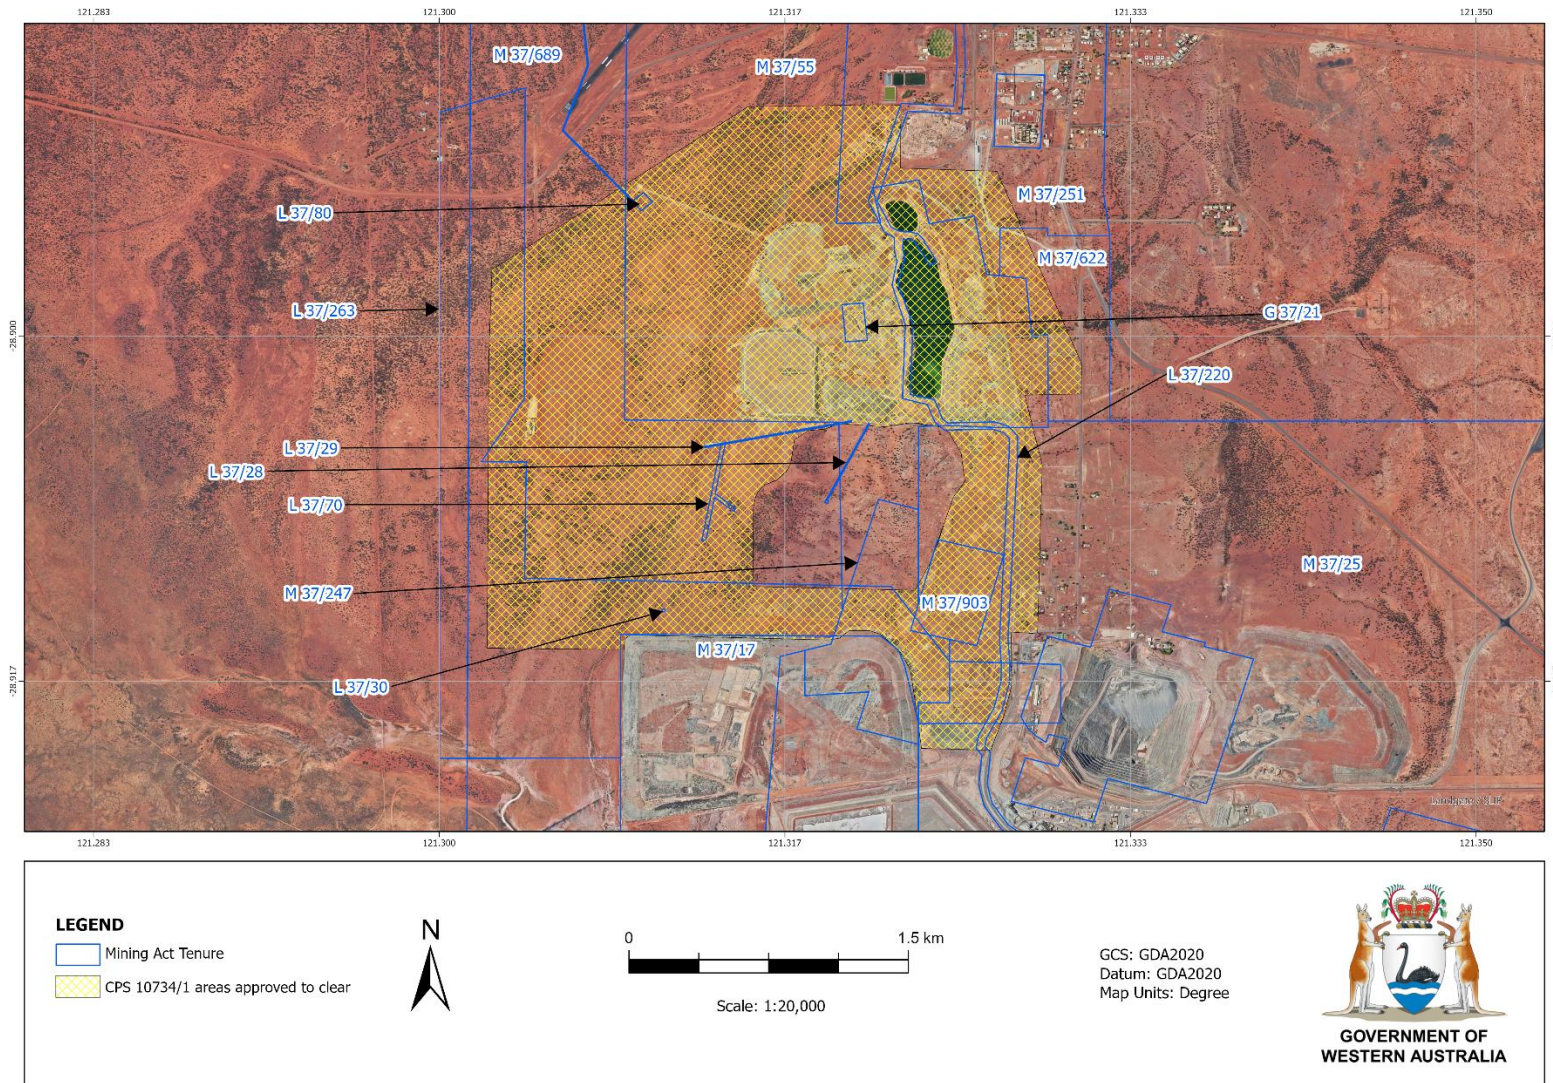 121.283
121.300
121.317
121.333
121.350
M 37/689
M 37/55
L 37/80
M 37/251
M 37/622
L 37/263
G 37/21
-28.900
-28.900
L 37/220
L 37/29
L 37/28
L 37/70
M 37/25
M 37/247
M 37/903
M 37/17
L 37/30
-28.917
-28.917
121.283
121.300
121.317
121.333
121.350
LEGEND
Mining Act Tenure
CPS 10734/1 areas approved to clear
N
0
1.5 km
Scale: 1:20,000
GCS: GDA2020
Datum: GDA2020
Map Units: Degree
GOVERNMENT OF
WESTERN AUSTRALIA